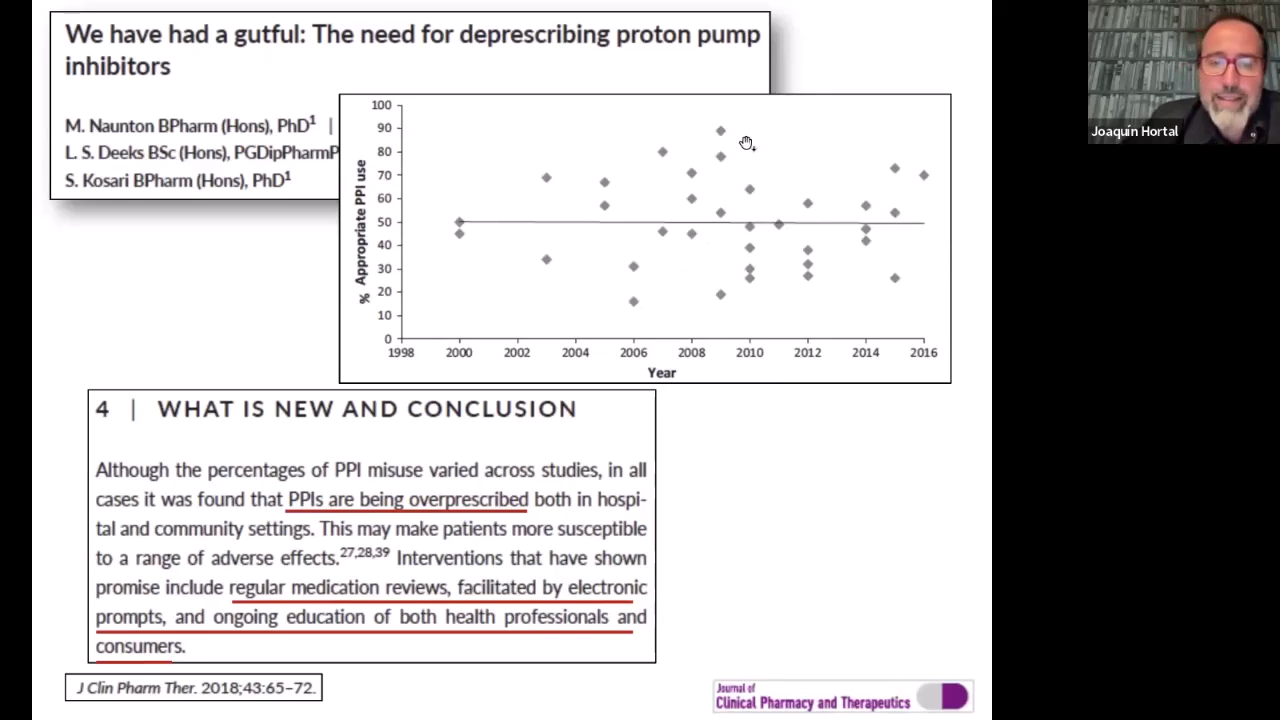 We have had a gutful: The need for deprescribing proton pump
inhibitors
M. Naunton BPharm (Hons), PhD1 |
L. S. Deeks BSc (Hons), PGDipPharmP
S. Kosari BPharm (Hons), PhD1
Joaquín Hortal
100
90
80
70
60
50
40
30
20
10
0
% Appropriate PPI use
1998 2000 2002 2004 2006 2008 2010 2012 2014 2016
Year
4 | WHAT IS NEW AND CONCLUSION
Although the percentages of PPI misuse varied across studies, in all
cases it was found that PPIs are being overprescribed both in hospi-
tal and community settings. This may make patients more susceptible
to a range of adverse effects.27,28,39 Interventions that have shown
promise include regular medication reviews, facilitated by electronic
prompts, and ongoing education of both health professionals and
consumers.
J Clin Pharm Ther. 2018;43:65–72.
Journal of
Clinical Pharmacy and Therapeutics